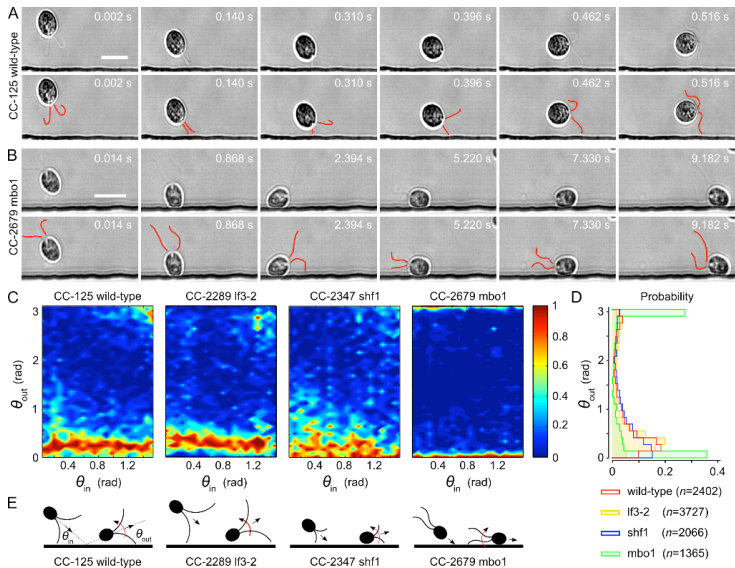 A
CC-125 wild-type
0.002 s
0.140 s
0.310 s
0.396 s
0.462 s
0.516 s
0.002 s
0.140 s
0.310 s
0.396 s
0.462 s
0.516 s
B
CC-2679 mbo1
0.014 s
0.868 s
2.394 s
5.220 s
7.330 s
9.182 s
0.014 s
0.868 s
2.394 s
5.220 s
7.330 s
9.182 s
C
CC-125 wild-type
CC-2289 lf3-2
CC-2347 shf1
CC-2679 mbo1
θout (rad)
3
2
1
0
0.4 0.8 1.2
0.4 0.8 1.2
0.4 0.8 1.2
0.4 0.8 1.2
θin (rad)
θin (rad)
θin (rad)
θin (rad)
1
0.8
0.6
0.4
0.2
0
D
Probability
θout (rad)
3
2
1
0
0 0.2 0.4
wild-type (n=2402)
lf3-2 (n=3727)
shf1 (n=2066)
mbo1 (n=1365)
E
θin
θout
CC-125 wild-type
CC-2289 lf3-2
CC-2347 shf1
CC-2679 mbo1